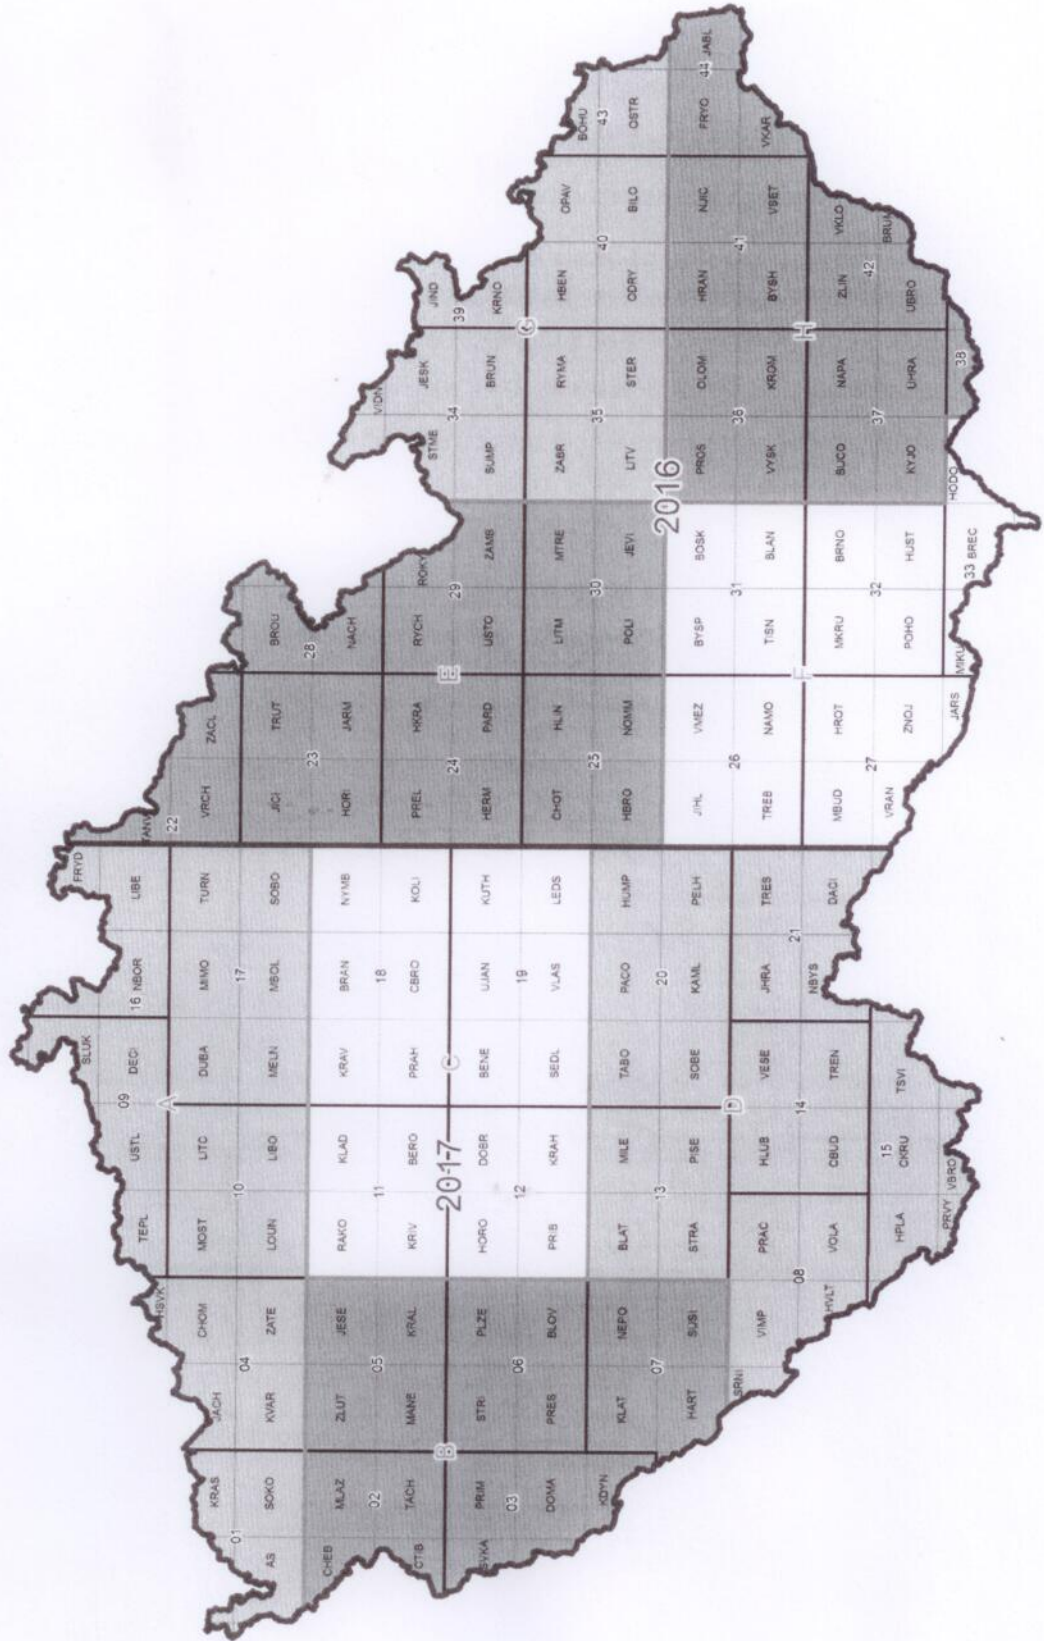 SLUK FRYD
TEPL USTL 09 DECI 16 NBOR LIBE TANV
HSVK A 22
KRAS JACH CHOM MOST LITC DUBA MIMO TURN VRCH ZACL
01 04 10 17
AS SOKO KVAR ZATE LOUN LIBO MELN MBOL SOBO JICI TRUT BROU
23 28
CHEB MLAZ ZLUT JESE RAKO KLAD KRAV BRAN NYMB HORI JARM NACH VIDN
02 05 11 18
CTIB TACH MANE KRAL KRIV BERO PRAH CBRO KOLI PREL HKRA RYCH ROKY STME JESK JIND
B 2017 C 24 E 29 34 39
SVKA PRIM STRI PLZE HORO DOBR BENE UJAN KUTH HERM PARD USTO ZAMB SUMP BRUN KRNO
03 06 12 19 G
DOMA PRES BLOV PRIB KRAH SEDL VLAS LEDS CHOT HLIN LITM MTRE ZABR RYMA HBEN OPAV BOHU
25 30 35 40 43
KDYN KLAT NEPO BLAT MILE TABO PACO HUMP HBRO NOMM POLI JEVI LITV STER ODRY BILO OSTR
07 13 20 2016
HART SUSI STRA PISE SOBE KAML PELH JIHL VMEZ BYSP BOSK PROS OLOM HRAN NJIC FRYO 44 JABL
SRNI D 26 31 36 41
VIMP PRAC HLUB VESE JHRA TRES TREB NAMO TISN BLAN VYSK KROM BYSH VSET VKAR
08 14 21 F H
HVLT VOLA CBUD TREN NBYS DACI MBUD HROT MKRU BRNO BUCO NAPA ZLIN VKLO
15 27 32 37 42
HPLA CKRU TSVI VRAN ZNOJ POHO HUST KYJO UHRA UBRO BRUM
PRVY VBRO JARS MIKU HODO 38
33 BREC